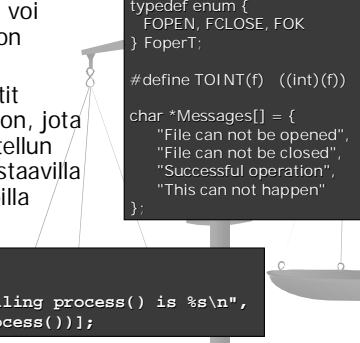 voi
on
tit
on, jota
tellun
staavilla
illa
typedef enum {
FOPEN, FCLOSE, FOK
} FoperT;
#define TOINT(f) ((int)(f))
char *Messages[] = {
"File can not be opened",
"File can not be closed",
"Successful operation",
"This can not happen"
};
lling process() is %s\n",
ocess())];